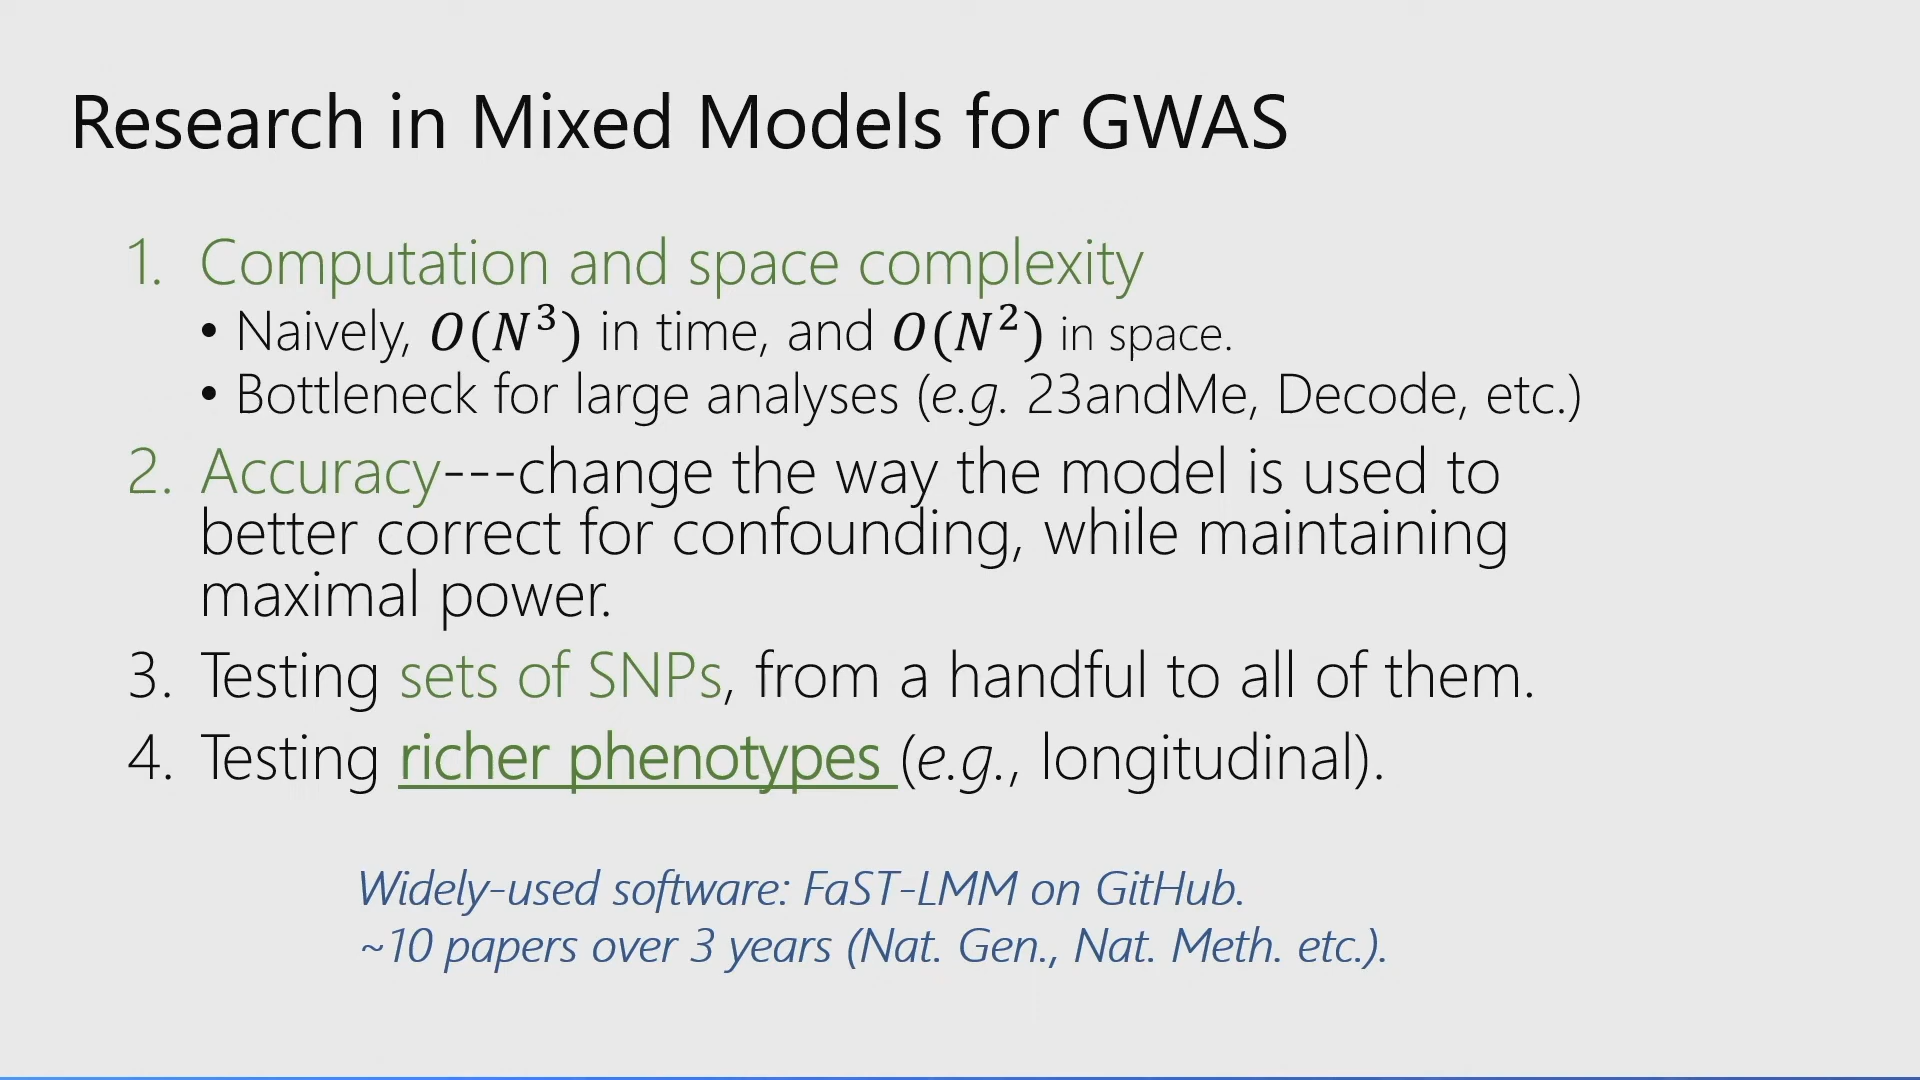 Research in Mixed Models for GWAS
1. Computation and space complexity
• Naively, O(N³) in time, and O(N²) in space.
• Bottleneck for large analyses (e.g. 23andMe, Decode, etc.)
2. Accuracy---change the way the model is used to
better correct for confounding, while maintaining
maximal power.
3. Testing sets of SNPs, from a handful to all of them.
4. Testing richer phenotypes (e.g., longitudinal).
Widely-used software: FaST-LMM on GitHub.
~10 papers over 3 years (Nat. Gen., Nat. Meth. etc.).